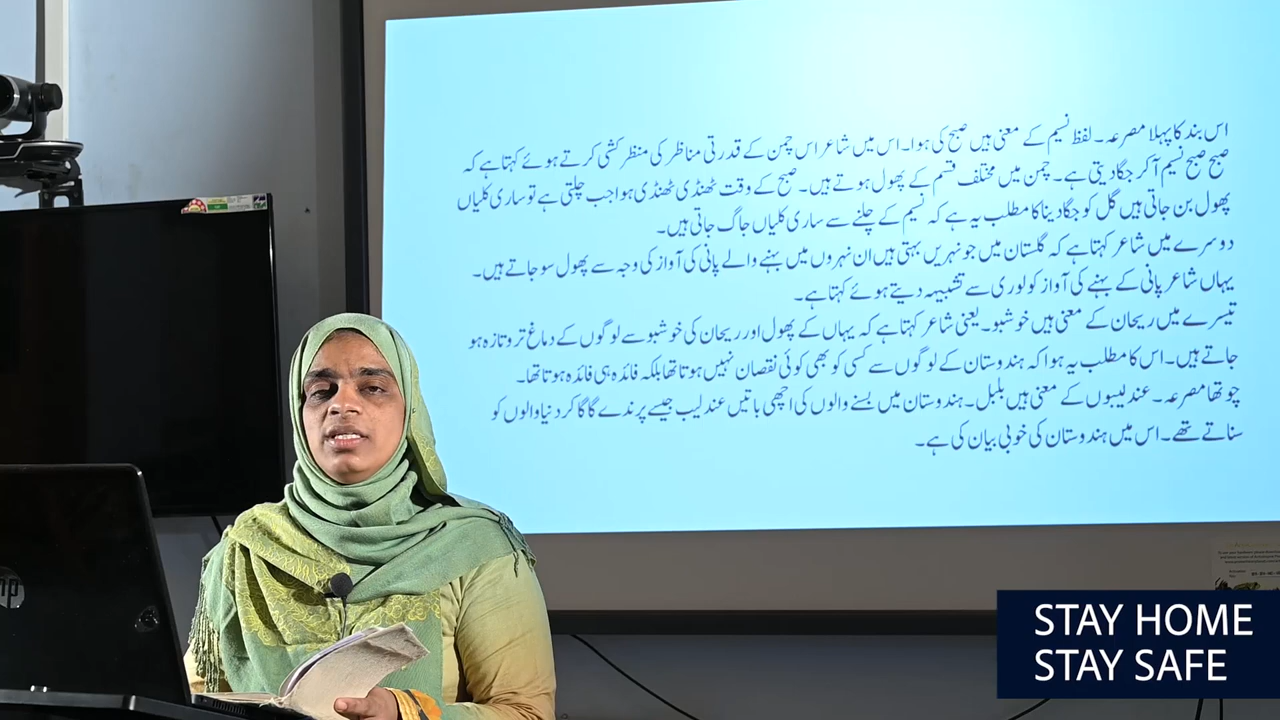 اس بند کا پہلا مصرعہ۔ لفظ نسیم کے معنی ہیں صبح کی ہوا۔ اس میں شاعر اس چمن کے قدرتی مناظر کی منظر کشی کرتے ہوئے کہتا ہے کہ
صبح صبح نسیم آ کر جگا دیتی ہے۔ چمن میں مختلف قسم کے پھول ہوتے ہیں۔ صبح کے وقت ٹھنڈی ٹھنڈی ہوا جب چلتی ہے تو ساری کلیاں
پھول بن جاتی ہیں گل کو جگا دینا کا مطلب یہ ہے کہ نسیم کے چلنے سے ساری کلیاں جاگ جاتی ہیں۔
دوسرے میں شاعر کہتا ہے کہ گلستان میں جو نہریں بہتی ہیں ان نہروں میں بہنے والے پانی کی آواز کی وجہ سے پھول سو جاتے ہیں۔
یہاں شاعر پانی کے بہنے کی آواز کو لوری سے تشبیہہ دیتے ہوئے کہتا ہے۔
تیسرے میں ریحان کے معنی ہیں خوشبو۔ یعنی شاعر کہتا ہے کہ یہاں کے پھول اور ریحان کی خوشبو سے لوگوں کے دماغ تروتازہ ہو
جاتے ہیں۔ اس کا مطلب یہ ہوا کہ ہندوستان کے لوگوں سے کسی کو بھی کوئی نقصان نہیں ہوتا تھا بلکہ فائدہ ہی فائدہ ہوتا تھا۔
چوتھا مصرعہ۔ عندلیبوں کے معنی ہیں بلبل۔ ہندوستان میں بسنے والوں کی اچھی باتیں عندلیب جیسے پرندے گا گا کر دنیا والوں کو
سناتے تھے۔ اس میں ہندوستان کی خوبی بیان کی ہے۔
hp
STAY HOME
STAY SAFE